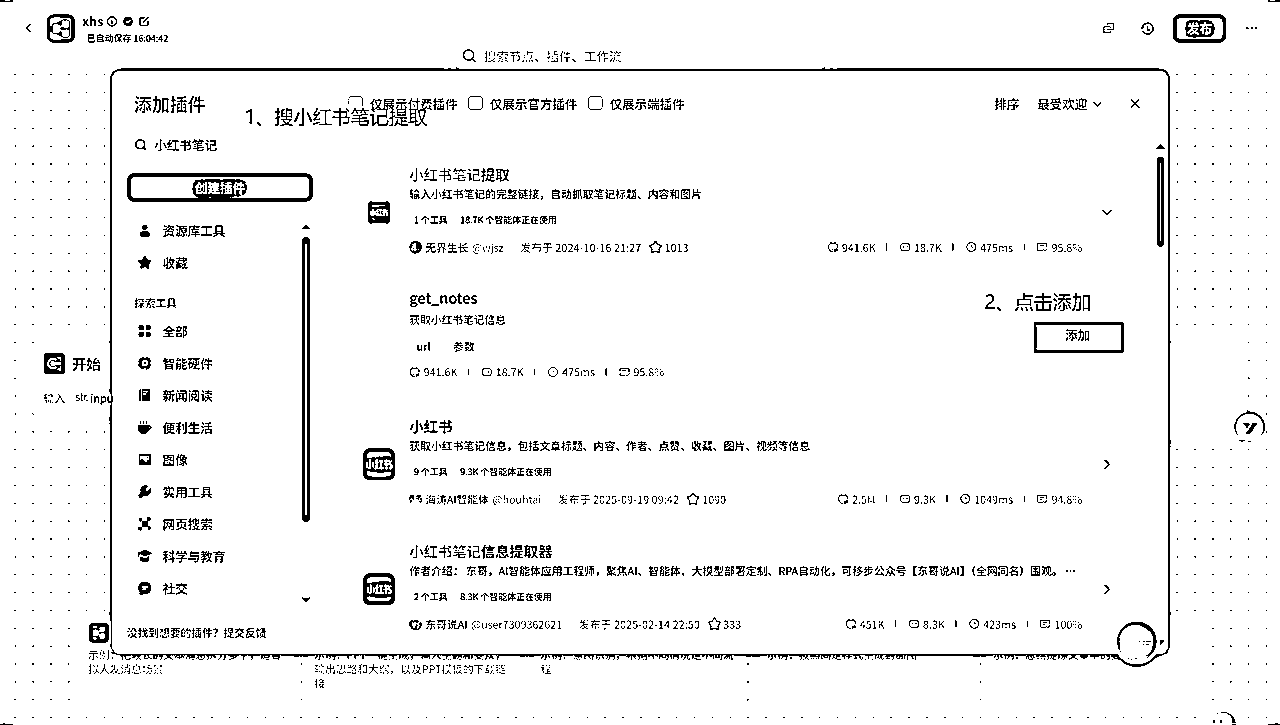 xhs
已自动保存 16:04:42
发布
搜索节点、插件、工作流
添加插件
仅展示付费插件
仅展示官方插件
仅展示端插件
排序 最受欢迎
1、搜小红书笔记提取
小红书笔记
创建插件
资源库工具
收藏
探索工具
全部
智能硬件
新闻阅读
便利生活
图像
实用工具
网页搜索
科学与教育
社交
没找到想要的插件？提交反馈
小红书笔记提取
输入小红书笔记的完整链接，自动抓取笔记标题、内容和图片
1个工具 18.7K个智能体正在使用
无界生长 @wjsz 发布于 2024-10-16 21:27 1013
941.6K 18.7K 475ms 95.8%
get_notes
获取小红书笔记信息
2、点击添加
添加
url 参数
941.6K 18.7K 475ms 95.8%
小红书
获取小红书笔记信息，包括文章标题、内容、作者、点赞、收藏、图片、视频等信息
小红书
9个工具 9.3K个智能体正在使用
海涛AI智能体 @houhtai 发布于 2025-09-19 09:42 1090
9.3K 1049ms 94.8%
小红书笔记信息提取器
作者介绍： 东哥，AI智能体应用工程师，聚焦AI、智能体、大模型部署定制、RPA自动化，可移步公众号【东哥说AI】（全网同名）围观。 ...
小红书
2个工具 8.3K个智能体正在使用
东哥说AI @user7309362621 发布于 2025-02-14 22:50 333
451K 8.3K 423ms 100%
开始
输入 str. inpu
输出思路和大纲，以及PPT模板的下载链
接
程